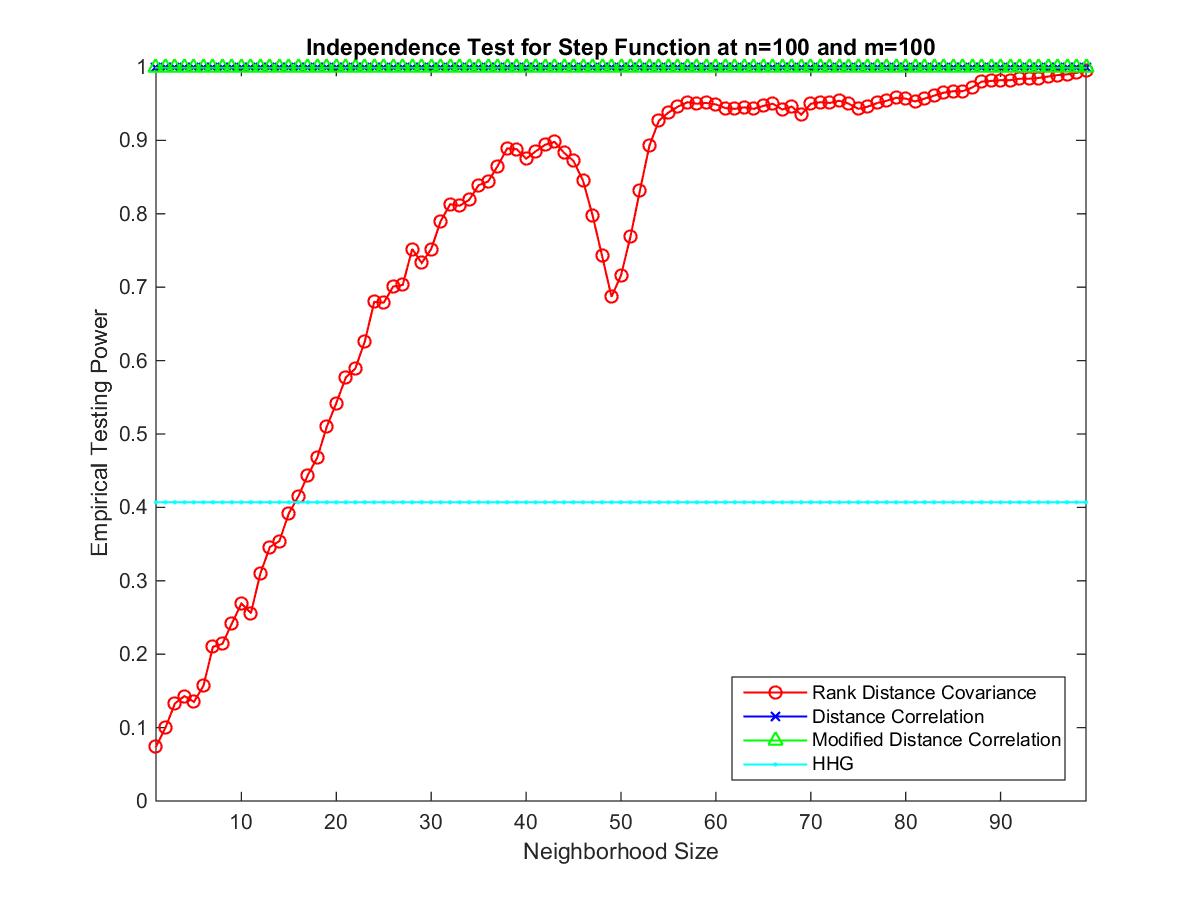 Independence Test for Step Function at n=100 and m=100
1
0.9
0.8
0.7
0.6
0.5
0.4
0.3
0.2
0.1
0
Empirical Testing Power
Rank Distance Covariance
Distance Correlation
Modified Distance Correlation
HHG
10 20 30 40 50 60 70 80 90
Neighborhood Size